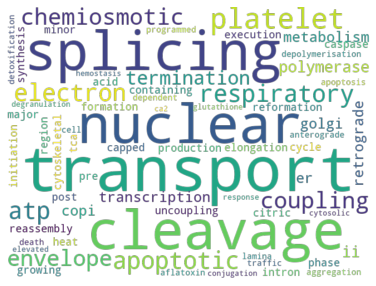 chemiosmotic platelet
minor programmed execution metabolism
detoxification synthesis splicing caspase
hemostasis depolymerisation
acid containing polymerase
electron termination respiratory
degranulation dependent glutathione apoptosis
major formation ca2 reformation golgi
initiation region cytoskeletal cell tca nuclear anterograde retrograde
capped production elongation cycle
transport
pre er
post transcription coupling
atp copi uncoupling citric response cytosolic
reassembly cleavage ii
death heat phase
elevated envelope apoptotic lamina intron
growing aflatoxin conjugation traffic aggregation